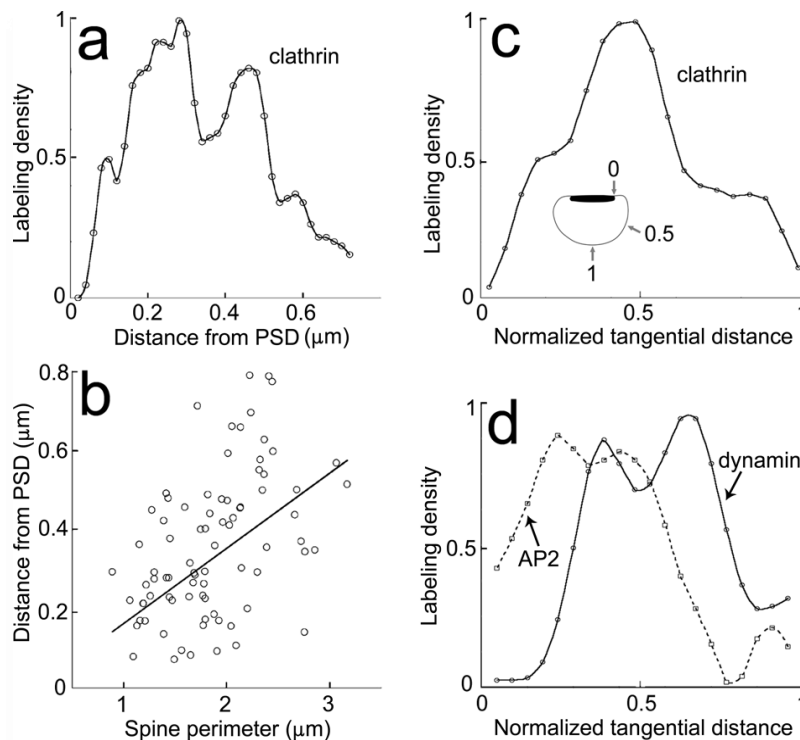 a
clathrin
1
0.5
0
Labeling density
0
0.2
0.4
0.6
Distance from PSD (μm)
c
clathrin
1
0.5
0
Labeling density
0
0.5
1
0
0.5
1
Normalized tangential distance
b
0.8
0.6
0.4
0.2
0
Distance from PSD (μm)
1
2
3
Spine perimeter (μm)
d
dynamin
AP2
1
0.5
0
Labeling density
0
0.5
1
Normalized tangential distance